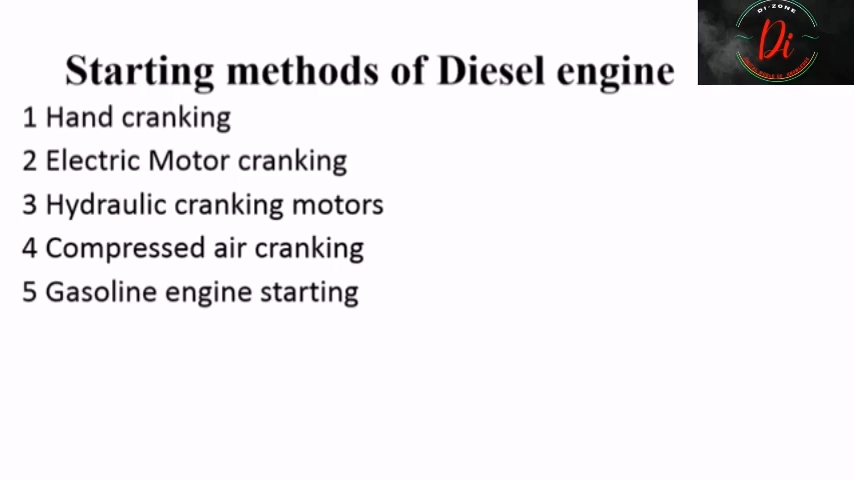 DI-ZONE
Di
Starting methods of Diesel engine
1 Hand cranking
2 Electric Motor cranking
3 Hydraulic cranking motors
4 Compressed air cranking
5 Gasoline engine starting